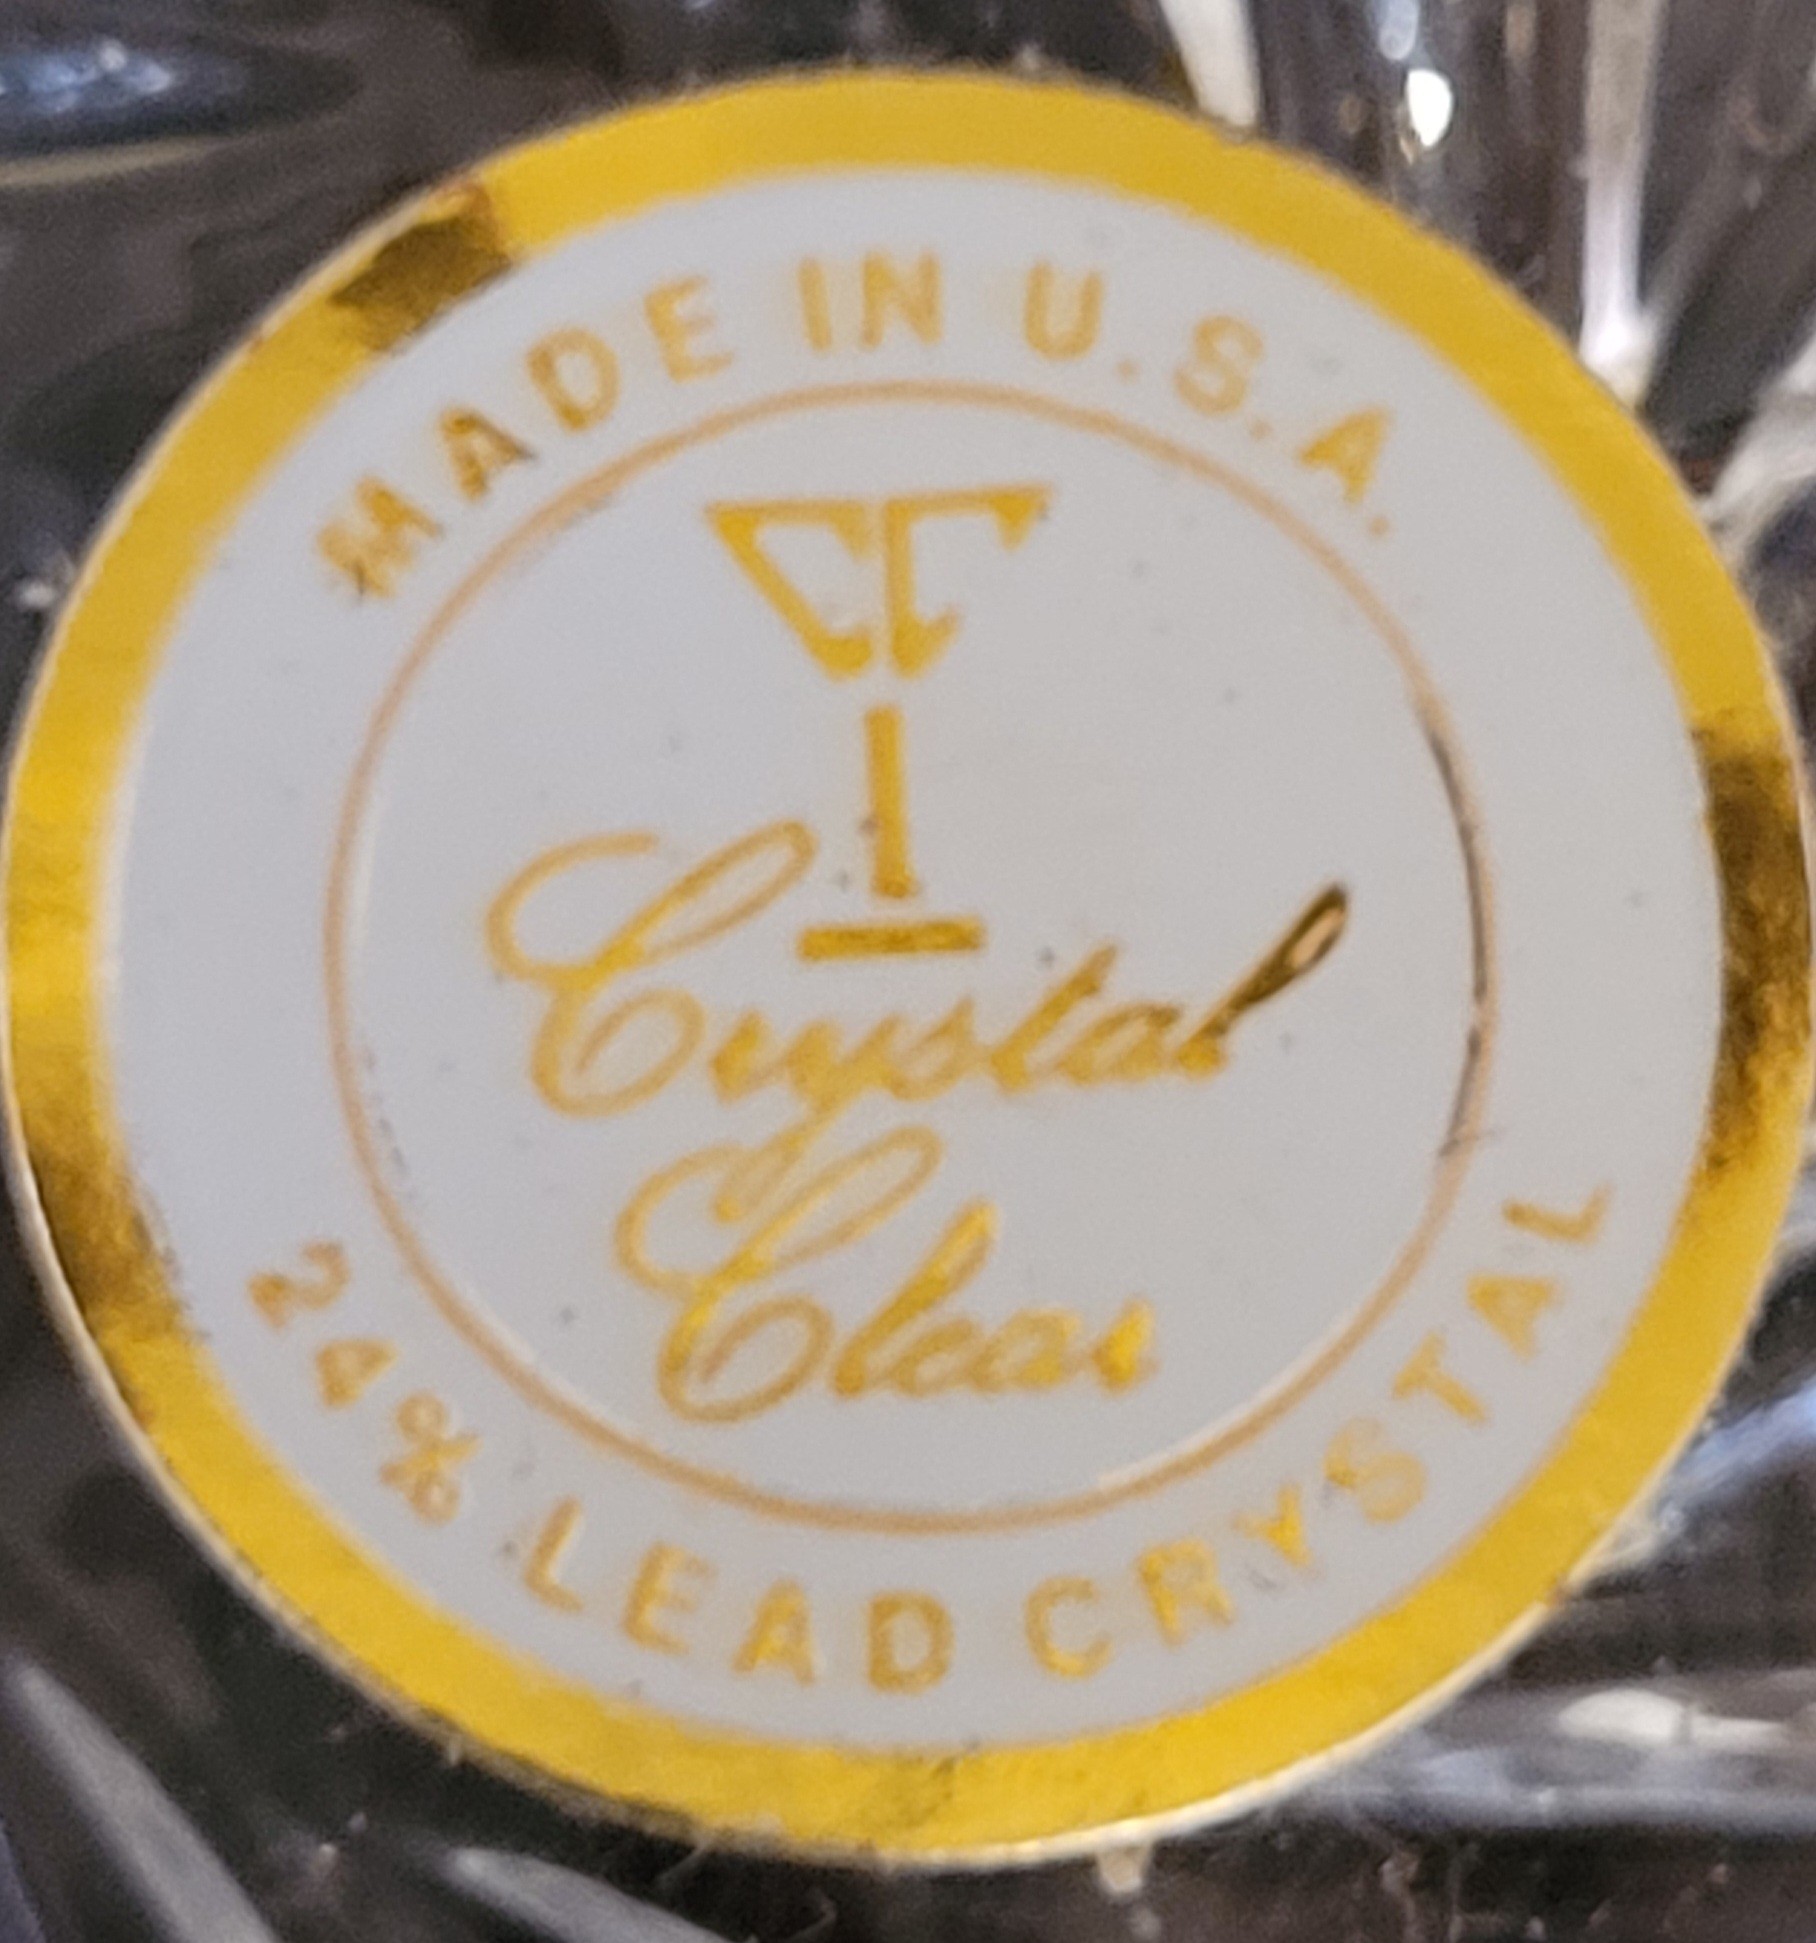 MADE IN U.S.A.
CC
Crystal
Clear
24% LEAD CRYSTAL